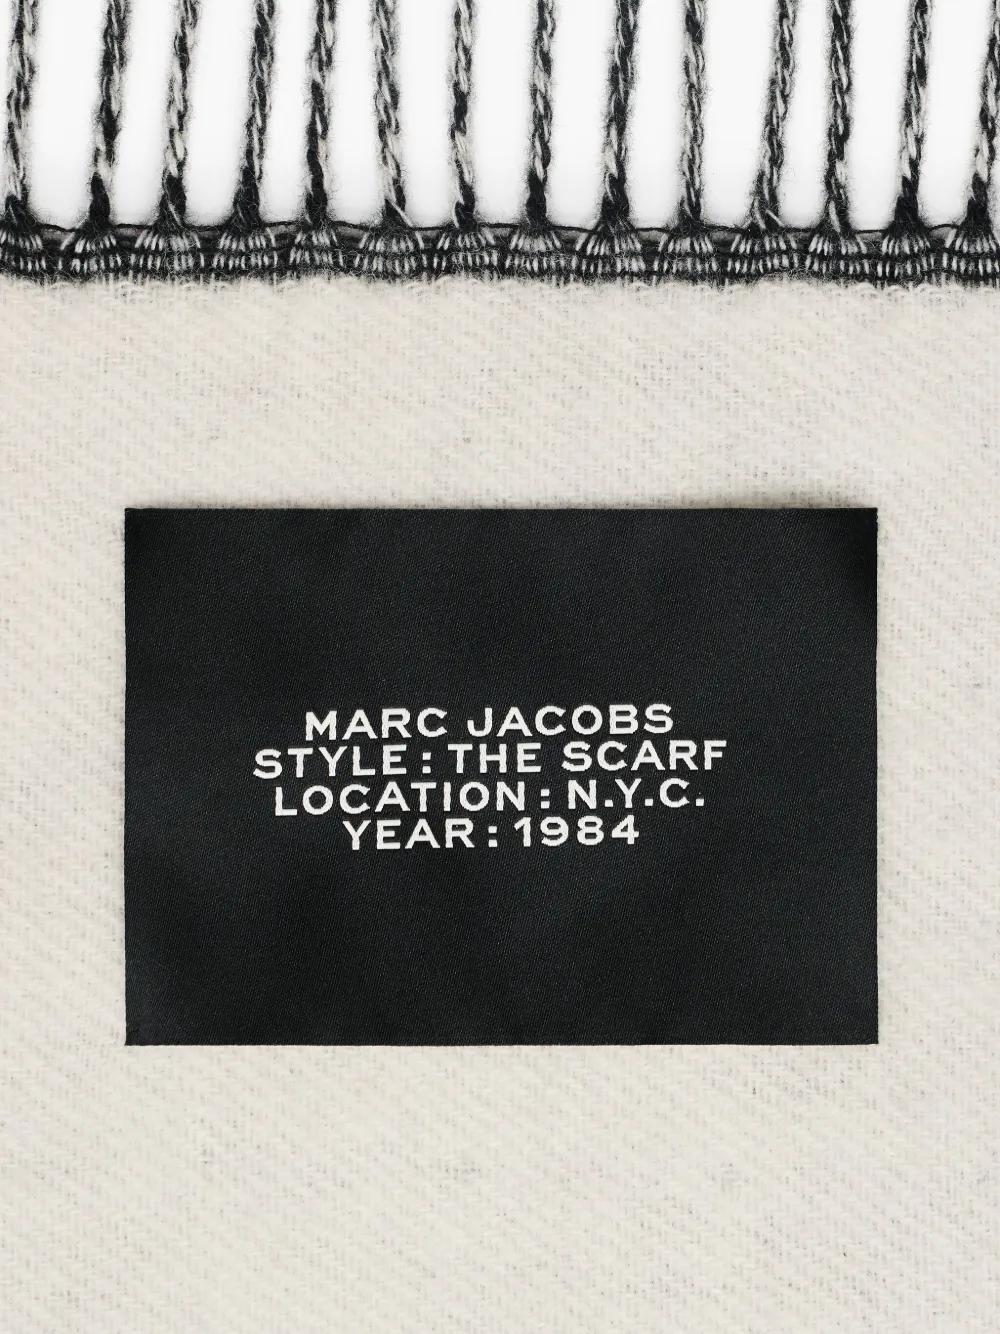 MARC JACOBS
STYLE : THE SCARF
LOCATION : N.Y.C.
YEAR : 1984